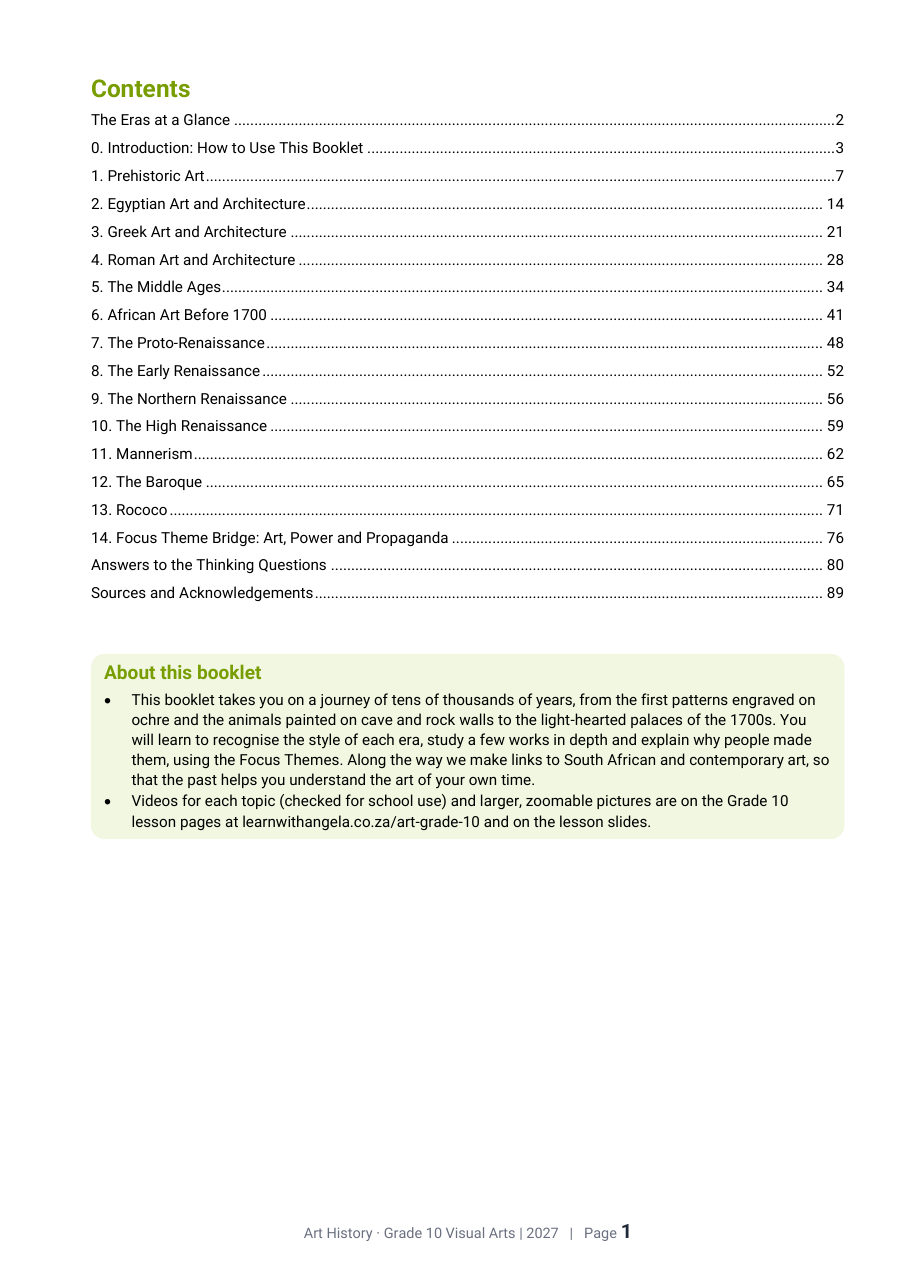 Contents
The Eras at a Glance ........ 2
0. Introduction: How to Use This Booklet ........ 3
1. Prehistoric Art ........ 7
2. Egyptian Art and Architecture ........ 14
3. Greek Art and Architecture ........ 21
4. Roman Art and Architecture ........ 28
5. The Middle Ages ........ 34
6. African Art Before 1700 ........ 41
7. The Proto-Renaissance ........ 48
8. The Early Renaissance ........ 52
9. The Northern Renaissance ........ 56
10. The High Renaissance ........ 59
11. Mannerism ........ 62
12. The Baroque ........ 65
13. Rococo ........ 71
14. Focus Theme Bridge: Art, Power and Propaganda ........ 76
Answers to the Thinking Questions ........ 80
Sources and Acknowledgements ........ 89
About this booklet
• This booklet takes you on a journey of tens of thousands of years, from the first patterns engraved on
ochre and the animals painted on cave and rock walls to the light-hearted palaces of the 1700s. You
will learn to recognise the style of each era, study a few works in depth and explain why people made
them, using the Focus Themes. Along the way we make links to South African and contemporary art, so
that the past helps you understand the art of your own time.
• Videos for each topic (checked for school use) and larger, zoomable pictures are on the Grade 10
lesson pages at learnwithangela.co.za/art-grade-10 and on the lesson slides.
Art History · Grade 10 Visual Arts | 2027 | Page 1